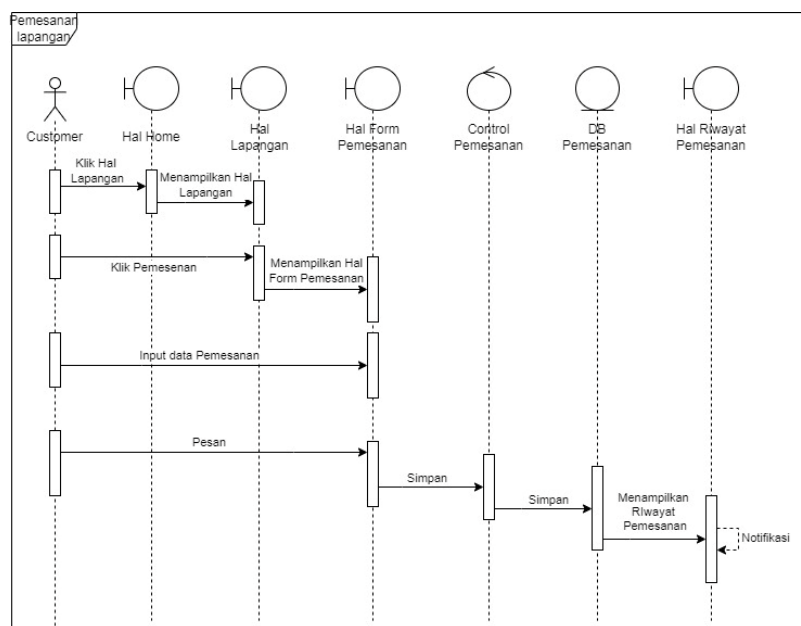 Pemesanan
lapangan
Customer
Hal Home
Hal
Lapangan
Hal Form
Pemesanan
Control
Pemesanan
DB
Pemesanan
Hal RIwayat
Pemesanan
Klik Hal
Lapangan
Menampilkan Hal
Lapangan
Klik Pemesenan
Menampilkan Hal
Form Pemesanan
Input data Pemesanan
Pesan
Simpan
Simpan
Menampilkan
RIwayat
Pemesanan
Notifikasi